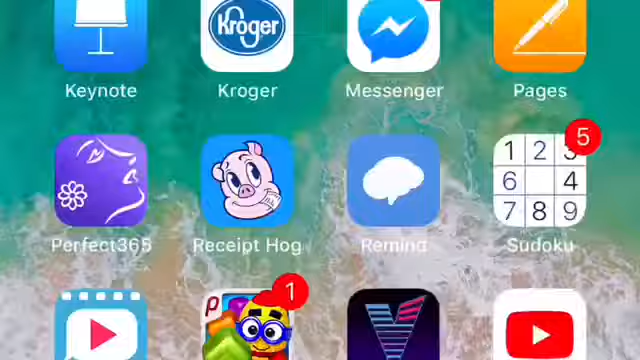 Kroger
Keynote
Kroger
Messenger
Pages
5
1 2 3
6 4
7 8 9
Perfect365
Receipt Hog
Remind
Sudoku
1
P
V